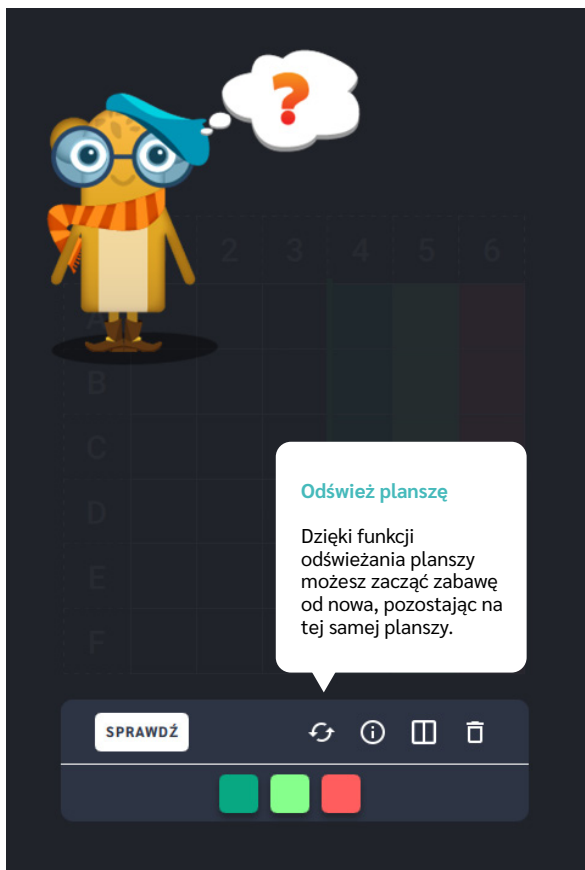 ?
2 3 4 5 6
A
B
C
D
E
F
Odśwież planszę
Dzięki funkcji
odświeżania planszy
możesz zacząć zabawę
od nowa, pozostając na
tej samej planszy.
SPRAWDŹ